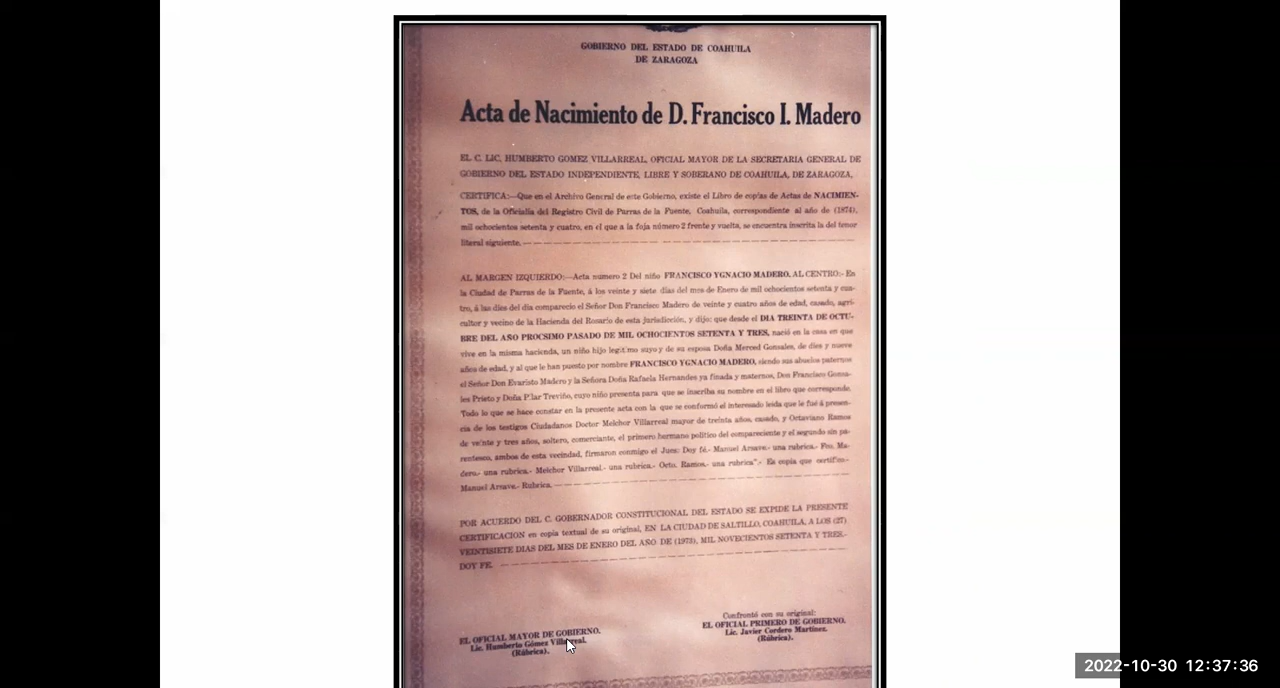 GOBIERNO DEL ESTADO DE COAHUILA
DE ZARAGOZA
Acta de Nacimiento de D. Francisco I. Madero
EL C. LIC. HUMBERTO GOMEZ VILLARREAL, OFICIAL MAYOR DE LA SECRETARIA GENERAL DE
GOBIERNO DEL ESTADO INDEPENDIENTE, LIBRE Y SOBERANO DE COAHUILA, DE ZARAGOZA,
CERTIFICA:—Que en el Archivo General de este Gobierno, existe el Libro de copias de Actas de NACIMIEN-
TOS, de la Oficialía del Registro Civil de Parras de la Fuente, Coahuila, correspondiente al año de (1874),
mil ochocientos setenta y cuatro, en el que a la foja número 2 frente y vuelta, se encuentra inscrita la del tenor
literal siguiente.
AL MARGEN IZQUIERDO:—Acta número 2 Del niño FRANCISCO YGNACIO MADERO. AL CENTRO:- En
la Ciudad de Parras de la Fuente, á los veinte y siete días del mes de Enero de mil ochocientos setenta y cua-
tro, á las dies del día comparecio el Señor Don Francisco Madero de veinte y cuatro años de edad, casado, agri-
cultor y vecino de la Hacienda del Rosario de esta jurisdicción, y dijo: que desde el DIA TREINTA DE OCTU-
BRE DEL AÑO PROCSIMO PASADO DE MIL OCHOCIENTOS SETENTA Y TRES, nació en la casa en que
vive en la misma hacienda, un niño hijo legítimo suyo y de su esposa Doña Merced Gonsales, de dies y nueve
años de edad, y al que le han puesto por nombre FRANCISCO YGNACIO MADERO, siendo sus abuelos paternos
el Señor Don Evaristo Madero y la Señora Doña Rafaela Hernandes ya finada y maternos, Don Francisco Gonsa-
les Prieto y Doña Pilar Treviño, cuyo niño presenta para que se inscriba su nombre en el libro que corresponde.
Todo lo que se hace constar en la presente acta con la que se conformó el interesado leida que le fué á presen-
cia de los testigos Ciudadanos Doctor Melchor Villarreal mayor de treinta años, casado, y Octaviano Ramos
de veinte y tres años, soltero, comerciante, el primero hermano político del compareciente y el segundo sin pa-
rentesco, ambos de esta vecindad, firmaron conmigo el Jues: Doy fé.- Manuel Arsave.- una rubrica.- Fco. Ma-
dero.- una rubrica.- Melchor Villarreal.- una rubrica.- Octo. Ramos.- una rubrica".- Es copia que certifico-
Manuel Arsave.- Rubrica.
POR ACUERDO DEL C. GOBERNADOR CONSTITUCIONAL DEL ESTADO SE EXPIDE LA PRESENTE
CERTIFICACION en copia textual de su original, EN LA CIUDAD DE SALTILLO, COAHUILA, A LOS (27)
VEINTISIETE DIAS DEL MES DE ENERO DEL AÑO DE (1973), MIL NOVECIENTOS SETENTA Y TRES.-
DOY FE.
Confrontó con su original:
EL OFICIAL MAYOR DE GOBIERNO. EL OFICIAL PRIMERO DE GOBIERNO.
Lic. Humberto Gómez Villarreal. Lic. Javier Cordero Martínez.
(Rúbrica). (Rúbrica).
2022-10-30 12:37:36